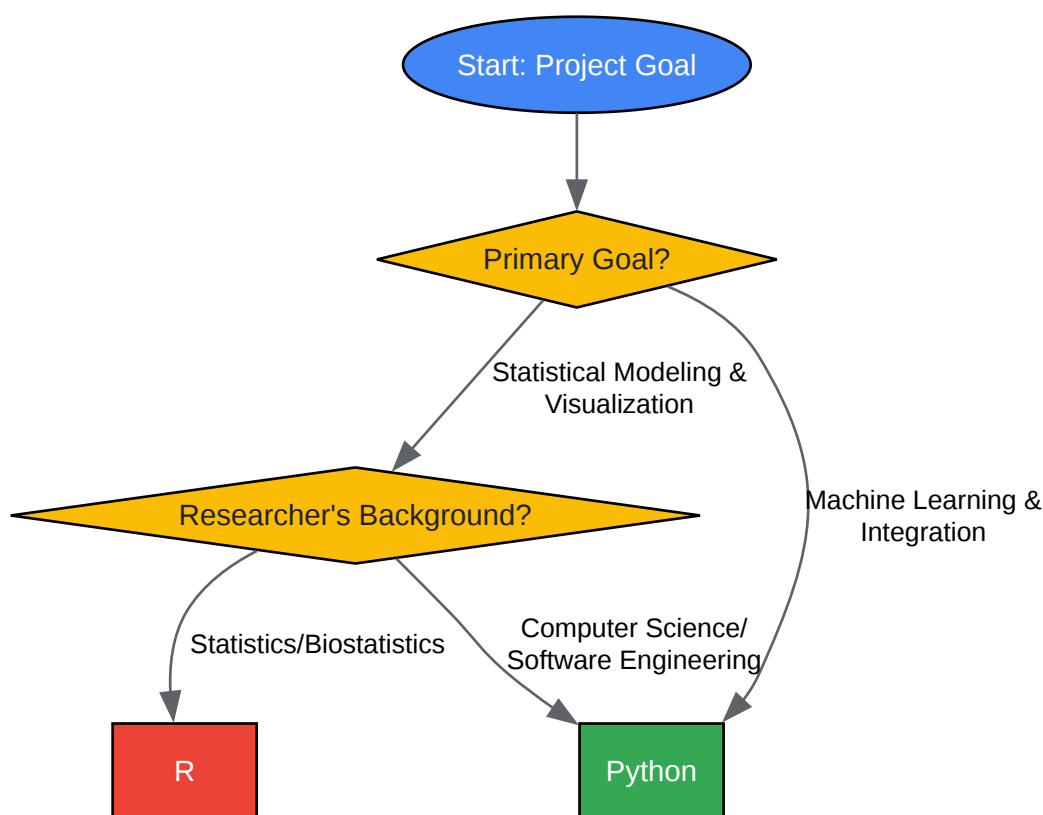 Start: Project Goal
Primary Goal?
Statistical Modeling &
Visualization
Machine Learning &
Integration
Researcher's Background?
Statistics/Biostatistics
Computer Science/
Software Engineering
R
Python